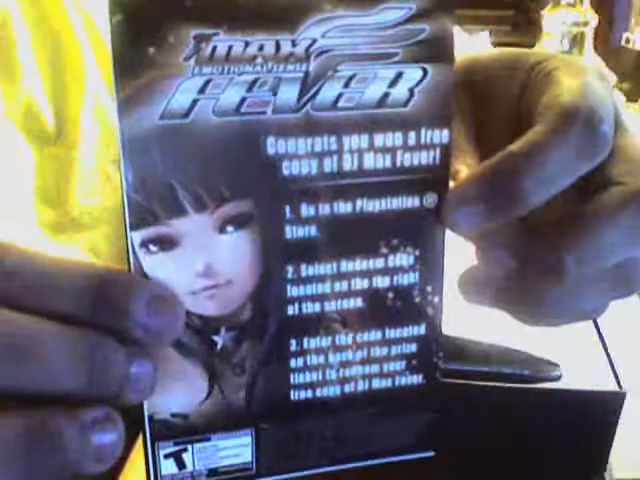 DJ MAX
EMOTIONAL SENSE
FEVER
Congrats you won a free
copy of DJ Max Fever!
1. Go to the Playstation ®
Store.
2. Select Redeem Code
located on the far right
of the screen.
3. Enter the code located
on the back of the prize
ticket to redeem your
free copy of DJ Max Fever.
T